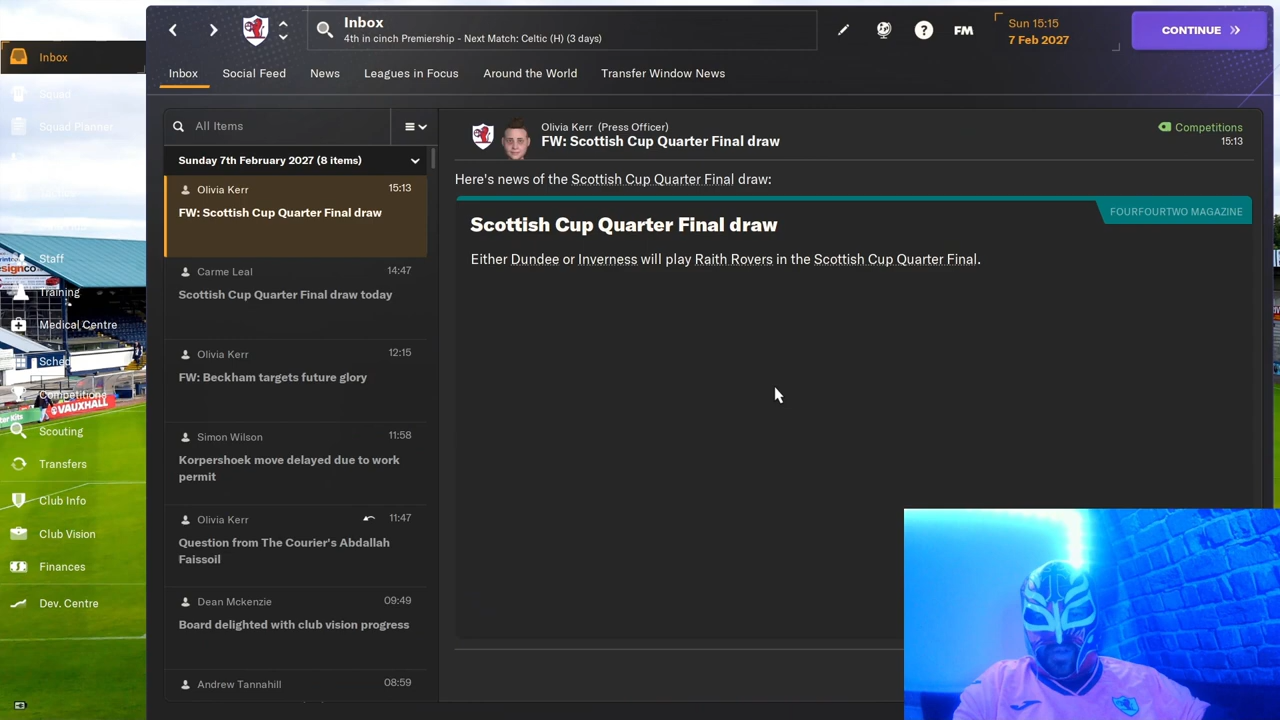 Inbox
4th in cinch Premiership - Next Match: Celtic (H) (3 days)
?
FM
Sun 15:15
7 Feb 2027
CONTINUE
Inbox
Social Feed
News
Leagues in Focus
Around the World
Transfer Window News
Inbox
Squad
Squad Planner
Staff
Training
Medical Centre
Sched
Competitions
Scouting
Transfers
Club Info
Club Vision
Finances
Dev. Centre
VAUXHALL
All Items
Sunday 7th February 2027 (8 items)
Olivia Kerr 15:13
FW: Scottish Cup Quarter Final draw
Carme Leal 14:47
Scottish Cup Quarter Final draw today
Olivia Kerr 12:15
FW: Beckham targets future glory
Simon Wilson 11:58
Korpershoek move delayed due to work
permit
Olivia Kerr 11:47
Question from The Courier's Abdallah
Faissoil
Dean Mckenzie 09:49
Board delighted with club vision progress
Andrew Tannahill 08:59
Olivia Kerr (Press Officer)
FW: Scottish Cup Quarter Final draw
Competitions
15:13
Here's news of the Scottish Cup Quarter Final draw:
FOURFOURTWO MAGAZINE
Scottish Cup Quarter Final draw
Either Dundee or Inverness will play Raith Rovers in the Scottish Cup Quarter Final.